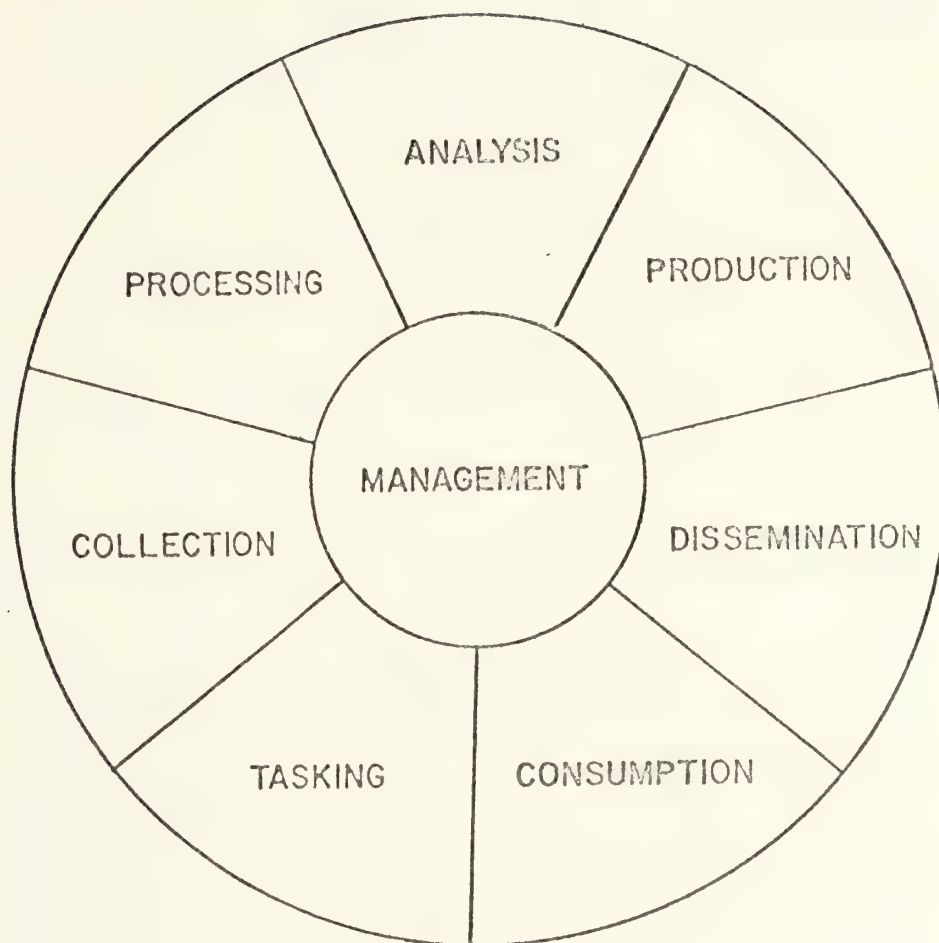 ANALYSIS
PROCESSING
PRODUCTION
MANAGEMENT
COLLECTION
DISSEMINATION
TASKING
CONSUMPTION